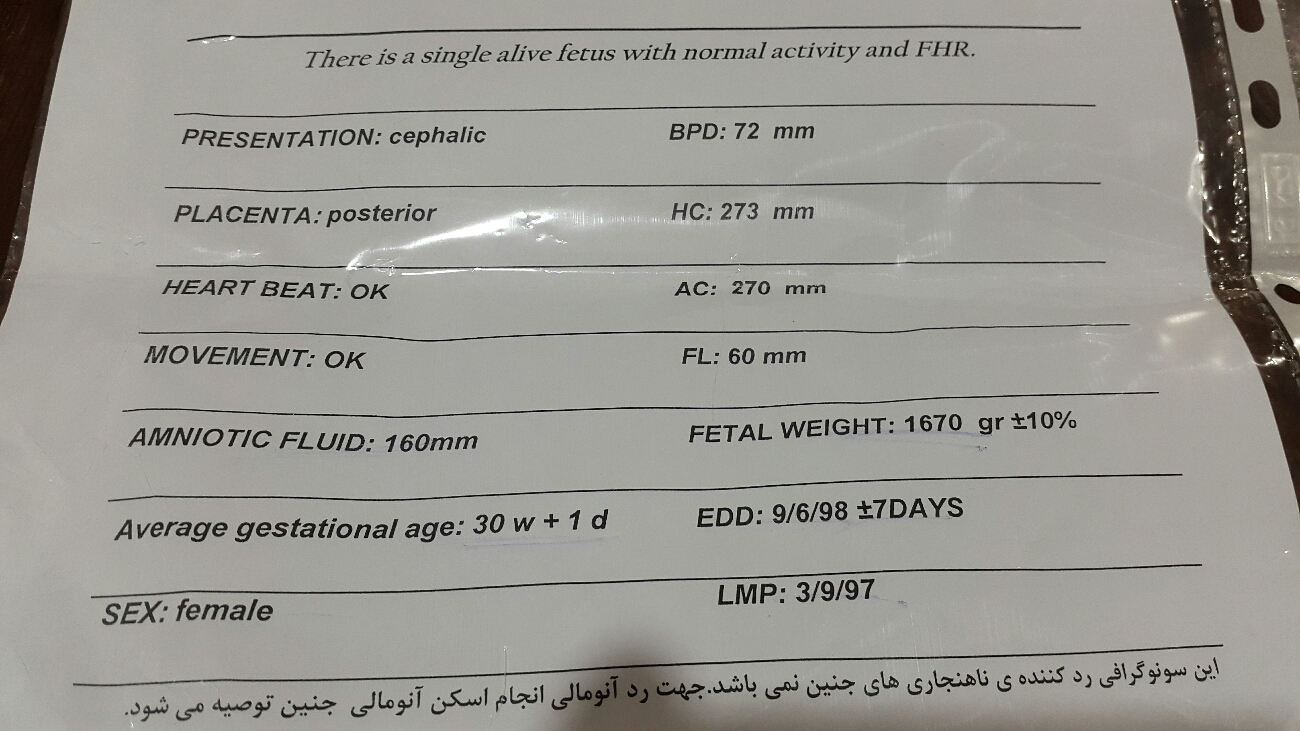 There is a single alive fetus with normal activity and FHR.
PRESENTATION: cephalic BPD: 72 mm
PLACENTA: posterior HC: 273 mm
HEART BEAT: OK AC: 270 mm
MOVEMENT: OK FL: 60 mm
AMNIOTIC FLUID: 160mm FETAL WEIGHT: 1670 gr ±10%
Average gestational age: 30 w + 1 d EDD: 9/6/98 ±7DAYS
SEX: female LMP: 3/9/97
این سونوگرافی رد کننده ی ناهنجاری های جنین نمی باشد.جهت رد آنومالی انجام اسکن آنومالی جنین توصیه می شود.